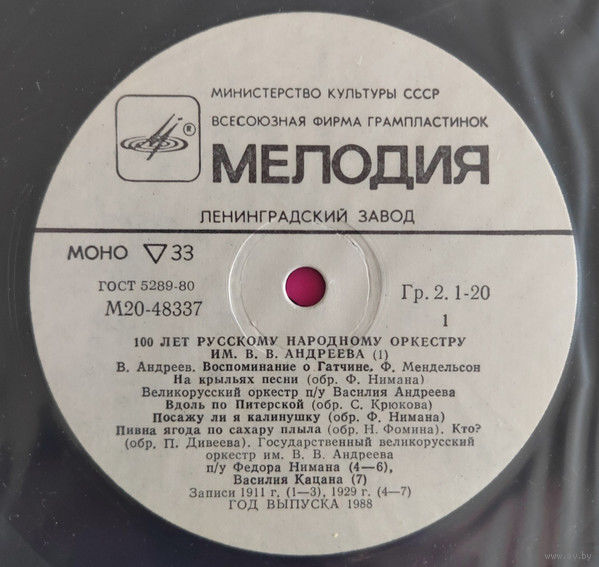 МИНИСТЕРСТВО КУЛЬТУРЫ СССР
ВСЕСОЮЗНАЯ ФИРМА ГРАМПЛАСТИНОК
®
МЕЛОДИЯ
ЛЕНИНГРАДСКИЙ ЗАВОД
МОНО ▽33
ГОСТ 5289-80
М20-48337
Гр. 2. 1-20
1
100 ЛЕТ РУССКОМУ НАРОДНОМУ ОРКЕСТРУ
ИМ. В. В. АНДРЕЕВА (1)
В. Андреев. Воспоминание о Гатчине, Ф. Мендельсон
На крыльях песни (обр. Ф. Нимана)
Великорусский оркестр п/у Василия Андреева
Вдоль по Питерской (обр. С. Крюкова)
Посажу ли я калинушку (обр. Ф. Нимана)
Пивна ягода по сахару плыла (обр. Н. Фомина). Кто?
(обр. П. Дивеева). Государственный великорусский
оркестр им. В. В. Андреева
п/у Федора Нимана (4—6),
Василия Кацана (7)
Записи 1911 г, (1—3), 1929 г. (4—7)
ГОД ВЫПУСКА 1988
www.av.by